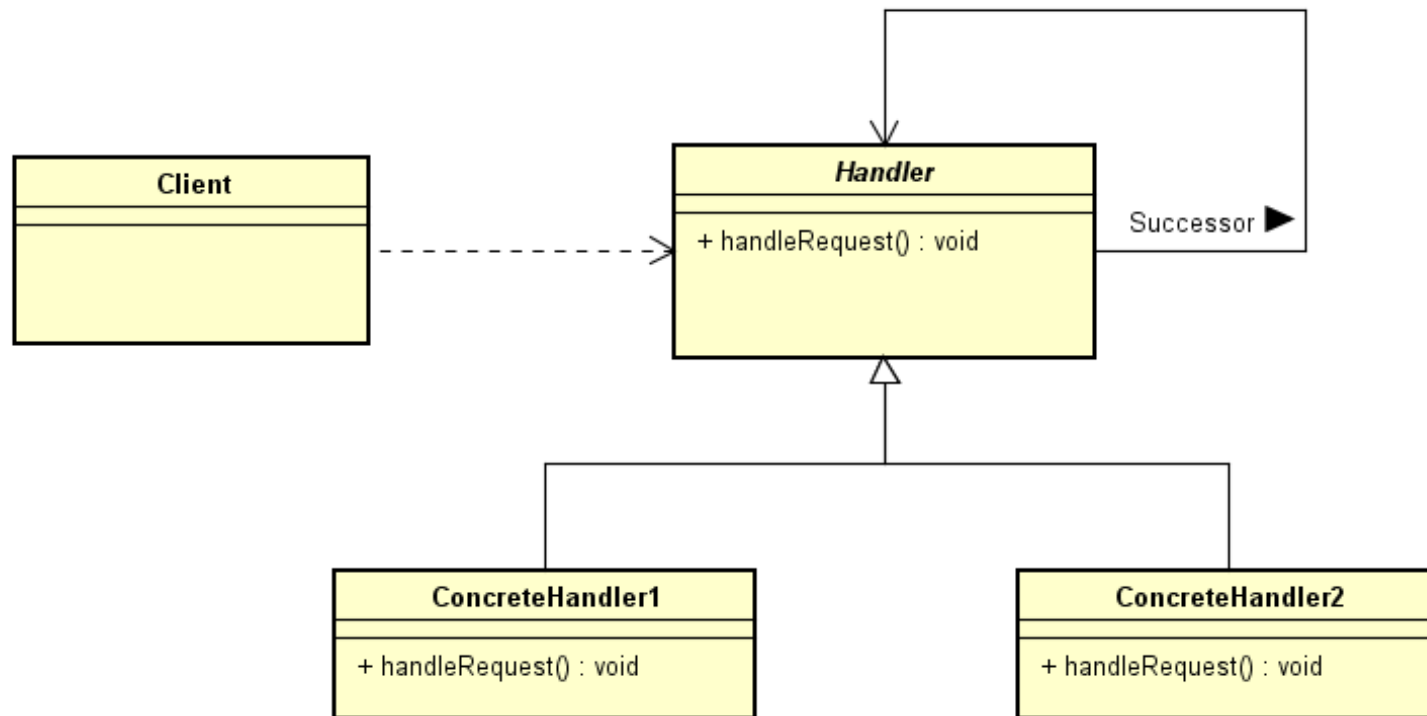 Client
Handler
+ handleRequest() : void
Successor ▶
ConcreteHandler1
+ handleRequest() : void
ConcreteHandler2
+ handleRequest() : void